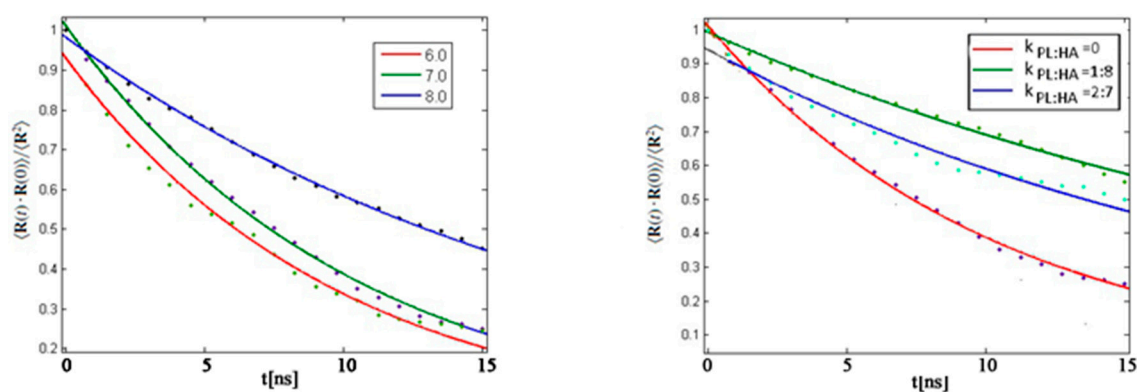 ⟨R(t) · R(0)⟩/⟨R²⟩
1
0.9
0.8
0.7
0.6
0.5
0.4
0.3
0.2
0 5 10 15
t[ns]
6.0
7.0
8.0
⟨R(t) · R(0)⟩/⟨R²⟩
1
0.9
0.8
0.7
0.6
0.5
0.4
0.3
0.2
0.1
0 5 10 15
t[ns]
k PL:HA =0
k PL:HA =1:8
k PL:HA =2:7